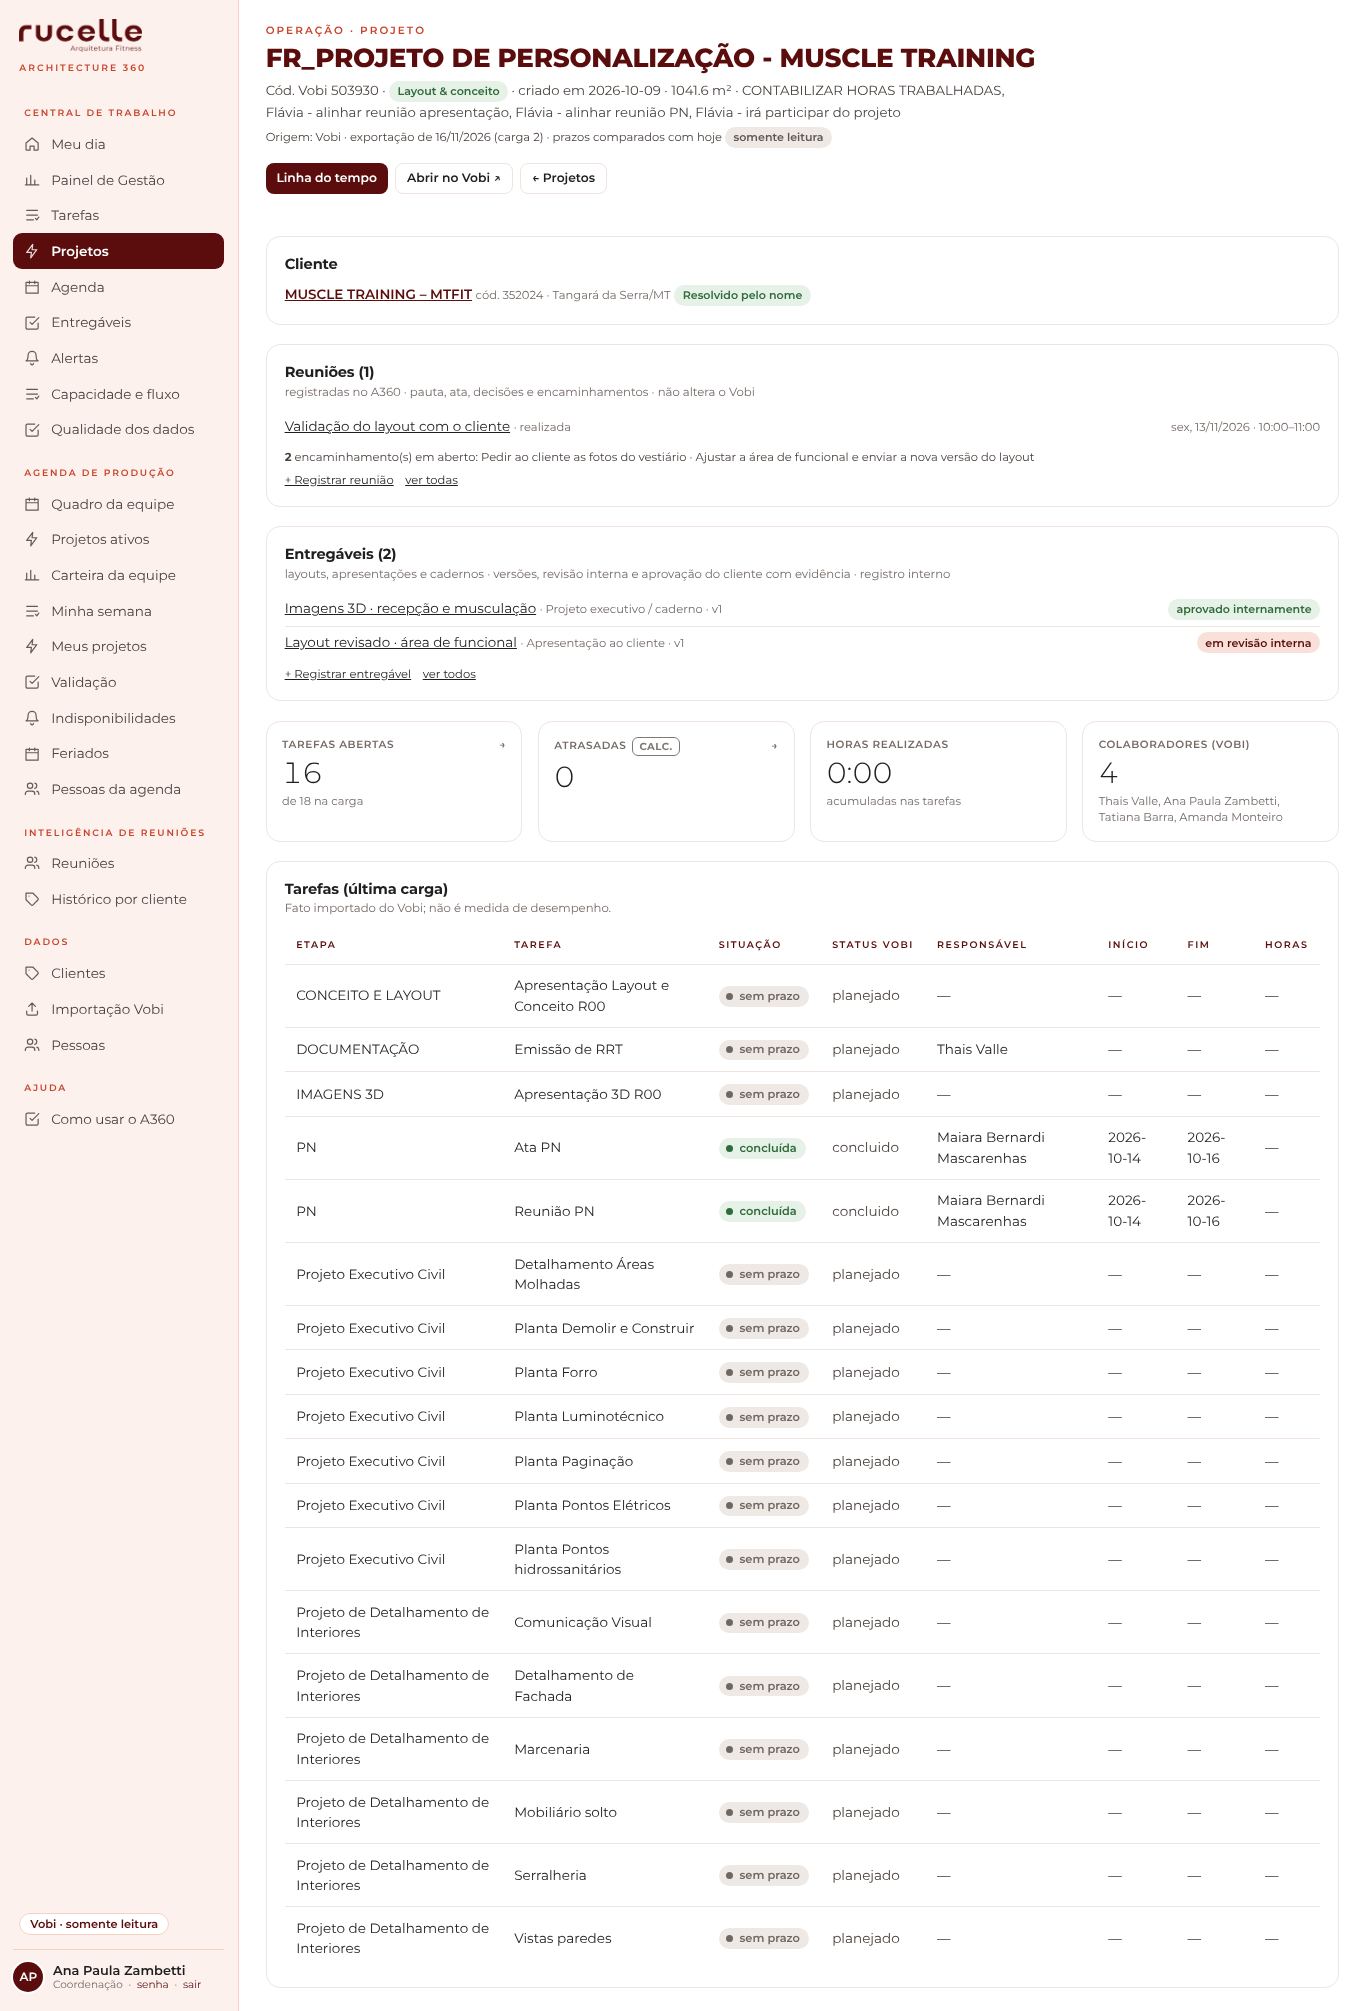 rucelle
Arquitetura Fitness
ARCHITECTURE 360
CENTRAL DE TRABALHO
Meu dia
Painel de Gestão
Tarefas
Projetos
Agenda
Entregáveis
Alertas
Capacidade e fluxo
Qualidade dos dados
AGENDA DE PRODUÇÃO
Quadro da equipe
Projetos ativos
Carteira da equipe
Minha semana
Meus projetos
Validação
Indisponibilidades
Feriados
Pessoas da agenda
INTELIGÊNCIA DE REUNIÕES
Reuniões
Histórico por cliente
DADOS
Clientes
Importação Vobi
Pessoas
AJUDA
Como usar o A360
Vobi · somente leitura
AP
Ana Paula Zambetti
Coordenação · senha · sair
OPERAÇÃO · PROJETO
FR_PROJETO DE PERSONALIZAÇÃO - MUSCLE TRAINING
Cód. Vobi 503930 · Layout & conceito · criado em 2026-10-09 · 1041.6 m² · CONTABILIZAR HORAS TRABALHADAS,
Flávia - alinhar reunião apresentação, Flávia - alinhar reunião PN, Flávia - irá participar do projeto
Origem: Vobi · exportação de 16/11/2026 (carga 2) · prazos comparados com hoje somente leitura
Linha do tempo Abrir no Vobi ↗ ← Projetos
Cliente
MUSCLE TRAINING – MTFIT cód. 352024 · Tangará da Serra/MT Resolvido pelo nome
Reuniões (1)
registradas no A360 · pauta, ata, decisões e encaminhamentos · não altera o Vobi
Validação do layout com o cliente · realizada sex, 13/11/2026 · 10:00–11:00
2 encaminhamento(s) em aberto: Pedir ao cliente as fotos do vestiário · Ajustar a área de funcional e enviar a nova versão do layout
+ Registrar reunião ver todas
Entregáveis (2)
layouts, apresentações e cadernos · versões, revisão interna e aprovação do cliente com evidência · registro interno
Imagens 3D · recepção e musculação · Projeto executivo / caderno · v1 aprovado internamente
Layout revisado · área de funcional · Apresentação ao cliente · v1 em revisão interna
+ Registrar entregável ver todos
TAREFAS ABERTAS →
16
de 18 na carga
ATRASADAS CALC. →
0
HORAS REALIZADAS
0:00
acumuladas nas tarefas
COLABORADORES (VOBI)
4
Thais Valle, Ana Paula Zambetti,
Tatiana Barra, Amanda Monteiro
Tarefas (última carga)
Fato importado do Vobi; não é medida de desempenho.
ETAPA TAREFA SITUAÇÃO STATUS VOBI RESPONSÁVEL INÍCIO FIM HORAS
CONCEITO E LAYOUT Apresentação Layout e Conceito R00 sem prazo planejado — — — —
DOCUMENTAÇÃO Emissão de RRT sem prazo planejado Thais Valle — — —
IMAGENS 3D Apresentação 3D R00 sem prazo planejado — — — —
PN Ata PN concluída concluido Maiara Bernardi Mascarenhas 2026-10-14 2026-10-16 —
PN Reunião PN concluída concluido Maiara Bernardi Mascarenhas 2026-10-14 2026-10-16 —
Projeto Executivo Civil Detalhamento Áreas Molhadas sem prazo planejado — — — —
Projeto Executivo Civil Planta Demolir e Construir sem prazo planejado — — — —
Projeto Executivo Civil Planta Forro sem prazo planejado — — — —
Projeto Executivo Civil Planta Luminotécnico sem prazo planejado — — — —
Projeto Executivo Civil Planta Paginação sem prazo planejado — — — —
Projeto Executivo Civil Planta Pontos Elétricos sem prazo planejado — — — —
Projeto Executivo Civil Planta Pontos hidrossanitários sem prazo planejado — — — —
Projeto de Detalhamento de Interiores Comunicação Visual sem prazo planejado — — — —
Projeto de Detalhamento de Interiores Detalhamento de Fachada sem prazo planejado — — — —
Projeto de Detalhamento de Interiores Marcenaria sem prazo planejado — — — —
Projeto de Detalhamento de Interiores Mobiliário solto sem prazo planejado — — — —
Projeto de Detalhamento de Interiores Serralheria sem prazo planejado — — — —
Projeto de Detalhamento de Interiores Vistas paredes sem prazo planejado — — — —